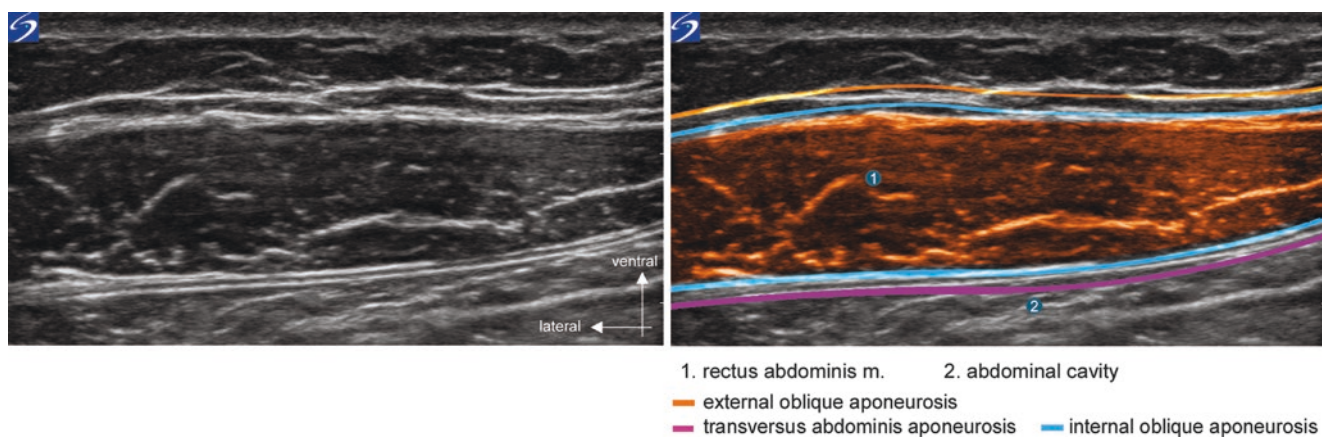 ventral
lateral
1
2
1. rectus abdominis m. 2. abdominal cavity
external oblique aponeurosis
transversus abdominis aponeurosis internal oblique aponeurosis